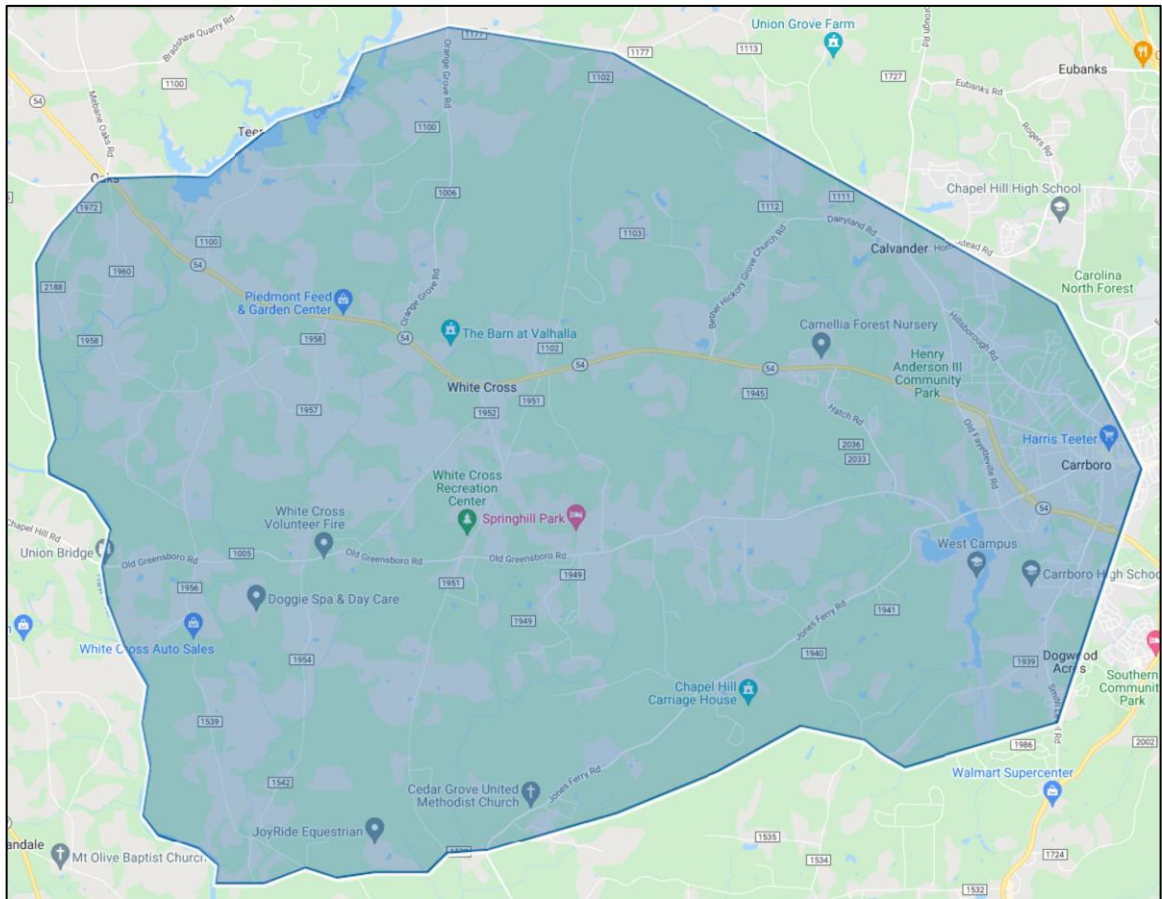 1177
Union Grove Farm
Bradshaw Quarry Rd
Orange Grove Rd
1177
1113
Eubanks
1727
Eubanks Rd
1102
1100
54
Mebane Oaks Rd
Rogers Rd
1100
Oaks
Chapel Hill High School
1006
1111
1972
1112
Dairyland Rd
1103
1100
Calvander
Homestead Rd
54
1960
Bethel Hickory Grove Church Rd
Carolina
North Forest
2188
Orange Grove Rd
Piedmont Feed
& Garden Center
Hillsborough Rd
The Barn at Valhalla
Camellia Forest Nursery
1958
1958
54
1102
54
54
Henry
Anderson III
Community
Park
White Cross
1945
1957
1952
1951
Hatch Rd
Old Fayetteville Rd
2036
Harris Teeter
2033
Carrboro
White Cross
Recreation
Center
White Cross
Volunteer Fire
Springhill Park
54
Chapel Hill Rd
Union Bridge
Old Greensboro Rd
1005
Old Greensboro Rd
Old Greensboro Rd
West Campus
1951
1949
Carrboro High School
1956
Doggie Spa & Day Care
1941
Jones Ferry Rd
1949
White Cross
Auto Sales
1954
1940
1939
Dogwood
Acres
Southern
Community
Park
Chapel Hill
Carriage House
1539
1986
2002
Walmart Supercenter
1542
Cedar Grove United
Methodist Church
Jones Ferry Rd
JoyRide Equestrian
1535
andale
Mt Olive Baptist Church
1534
1724
1532